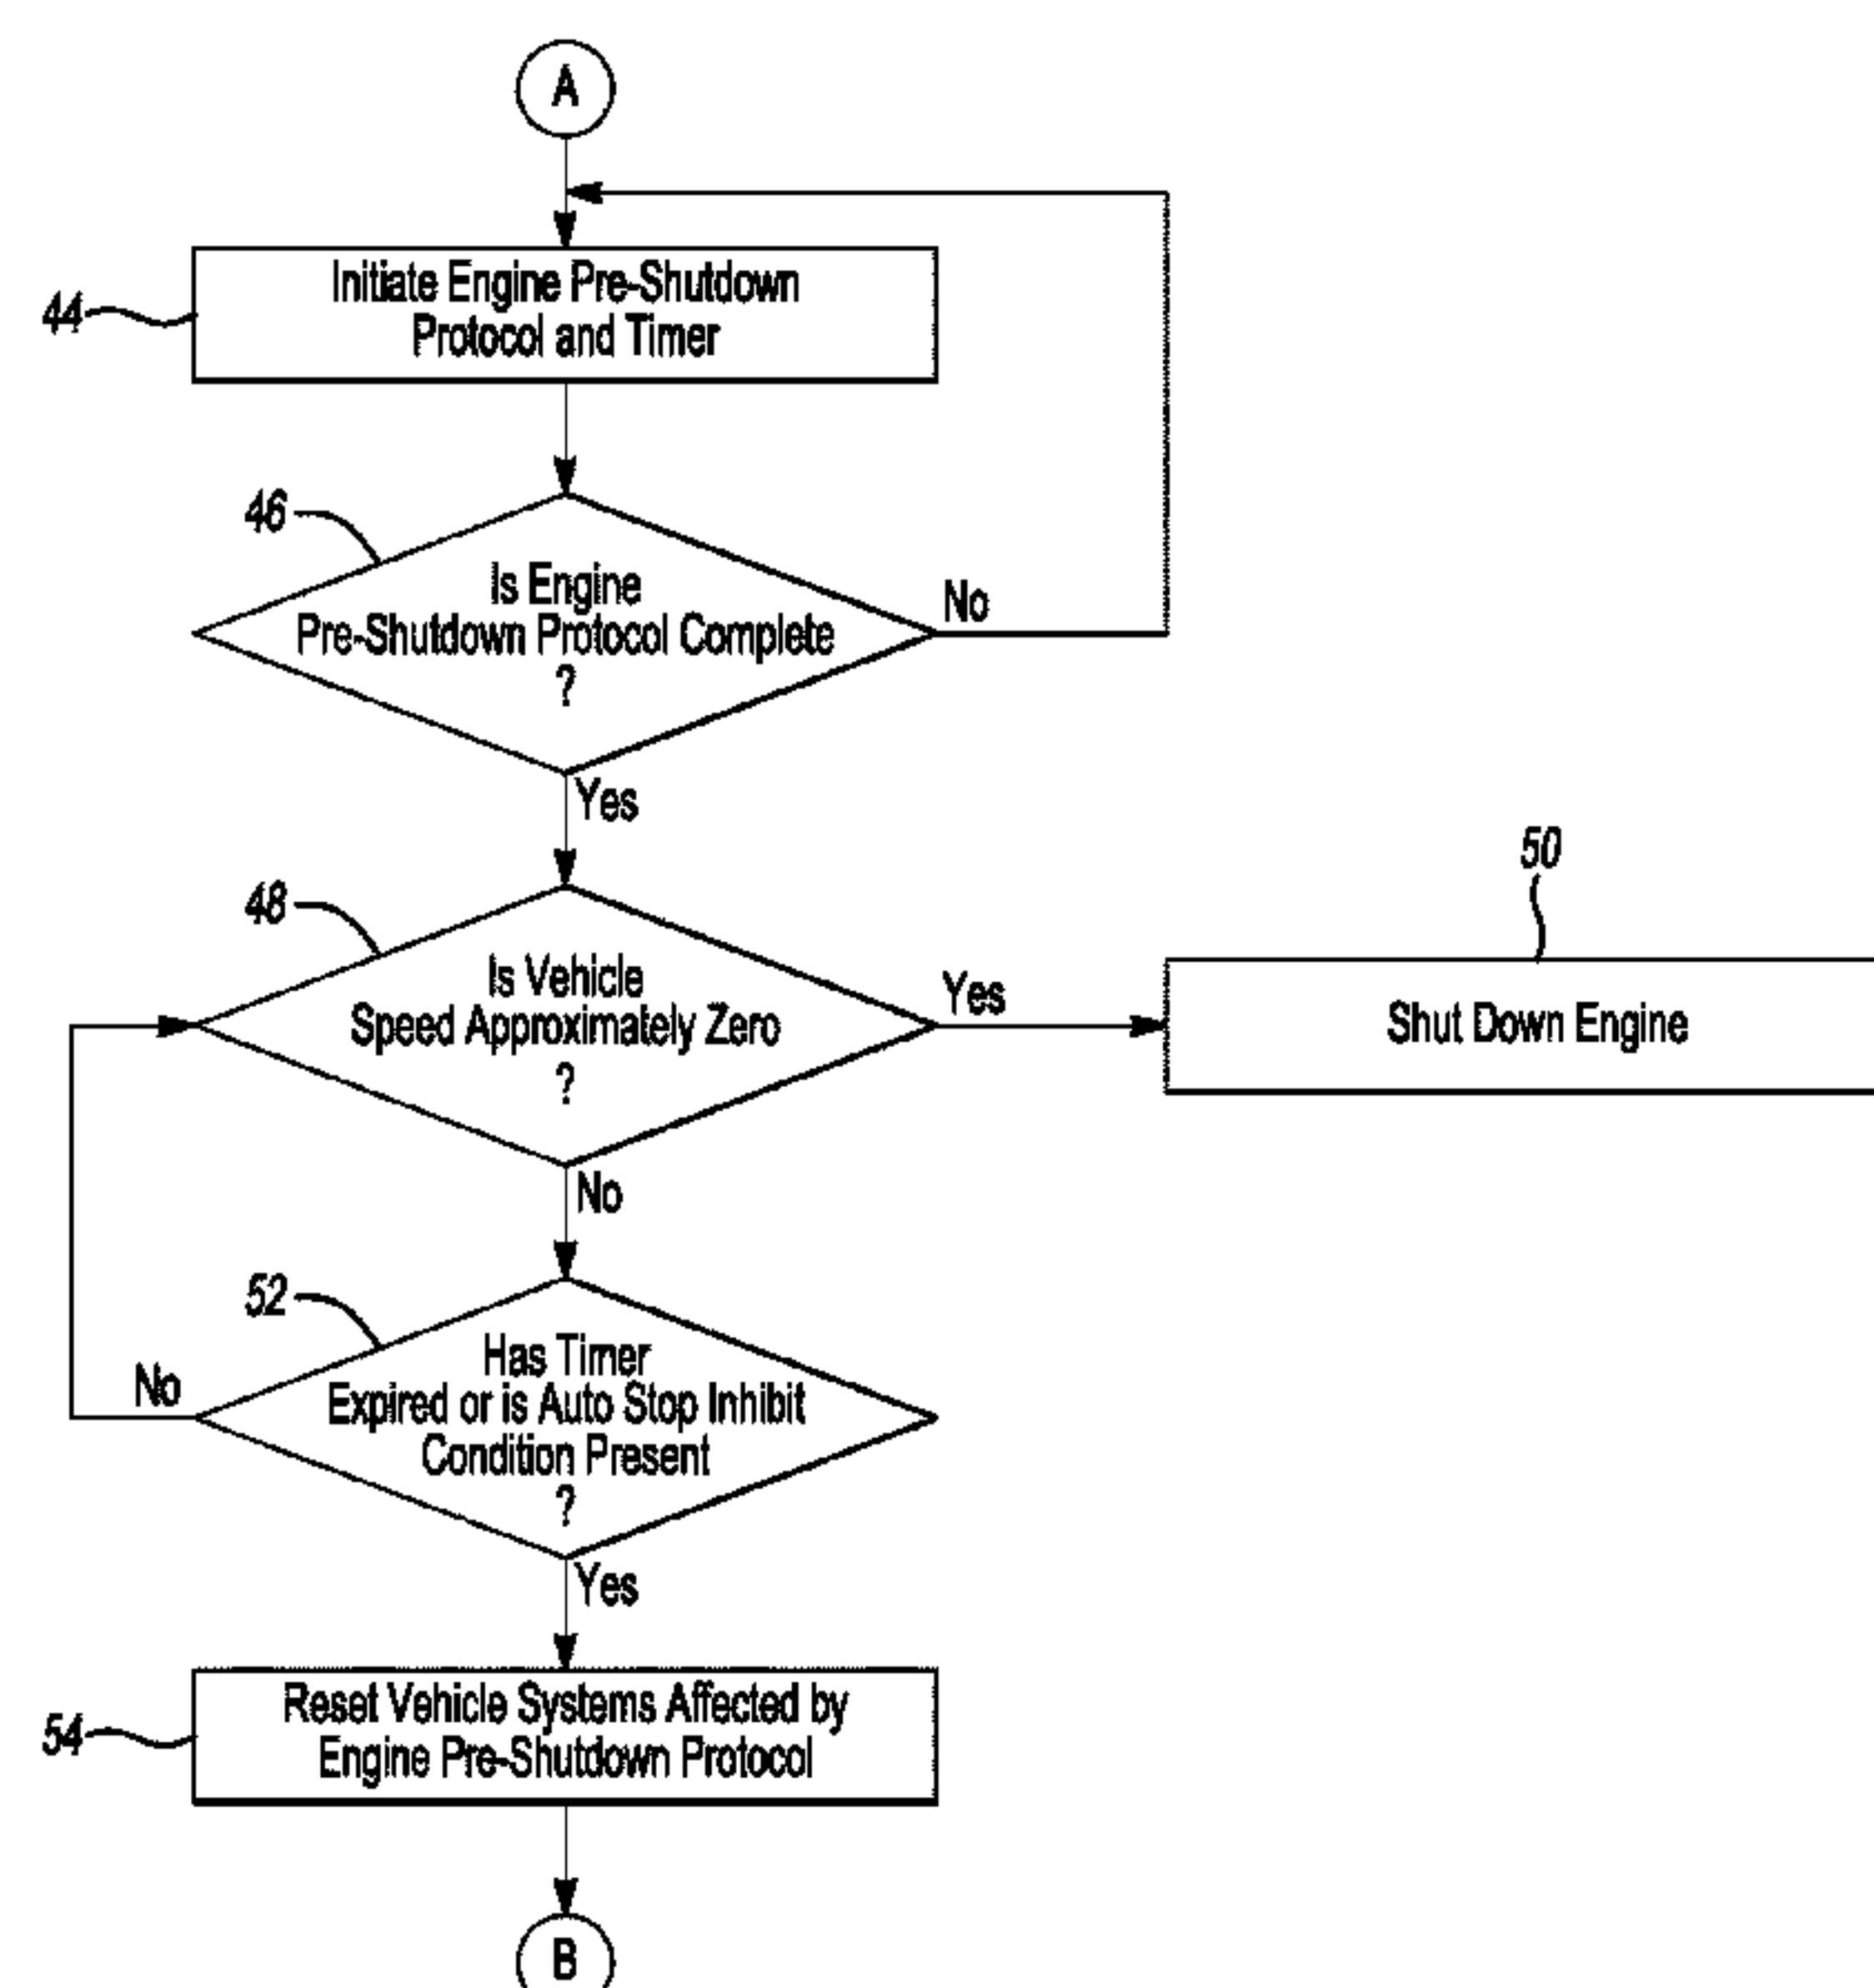 A
44
Initiate Engine Pre-Shutdown
Protocol and Timer
46
Is Engine
Pre-Shutdown Protocol Complete
?
No
Yes
48
Is Vehicle
Speed Approximately Zero
?
Yes
50
Shut Down Engine
No
52
Has Timer
Expired or is Auto Stop Inhibit
Condition Present
?
No
Yes
54
Reset Vehicle Systems Affected by
Engine Pre-Shutdown Protocol
B